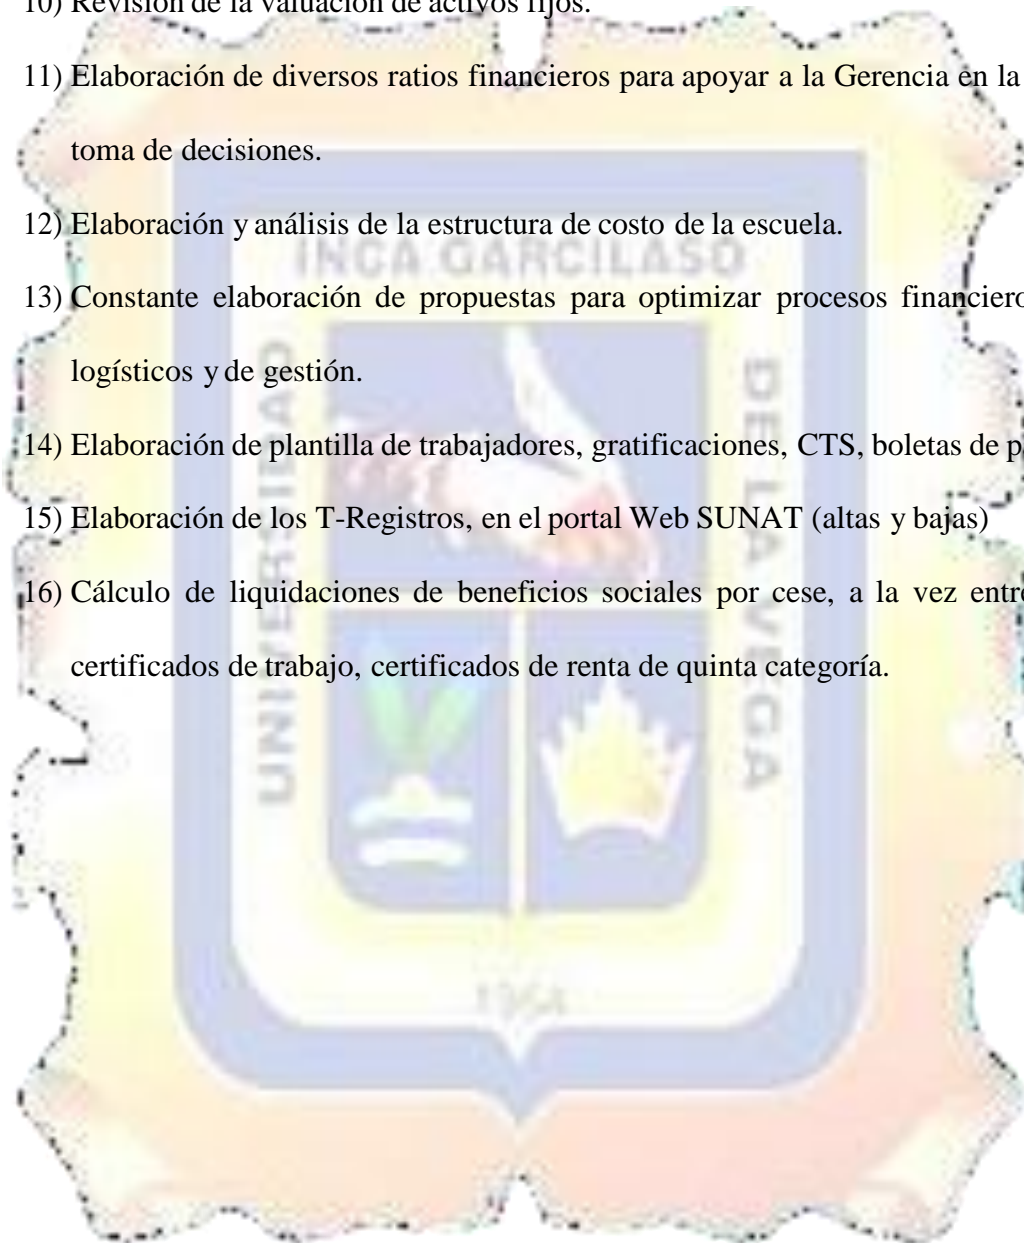 10) Revisión de la valuación de activos fijos.
11) Elaboración de diversos ratios financieros para apoyar a la Gerencia en la
toma de decisiones.
12) Elaboración y análisis de la estructura de costo de la escuela.
INCA GARCILASO
13) Constante elaboración de propuestas para optimizar procesos financiero
logísticos y de gestión.
14) Elaboración de plantilla de trabajadores, gratificaciones, CTS, boletas de p
15) Elaboración de los T-Registros, en el portal Web SUNAT (altas y bajas)
16) Cálculo de liquidaciones de beneficios sociales por cese, a la vez entre
certificados de trabajo, certificados de renta de quinta categoría.
UNIVERSIDAD
DE LA VEGA
1964